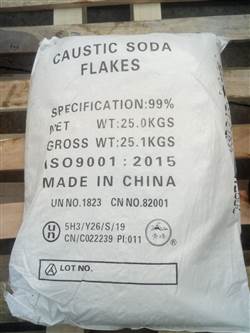 CAUSTIC SODA
FLAKES
SPECIFICATION:99%
NET WT:25.0KGS
GROSS WT:25.1KGS
ISO9001:2015
MADE IN CHINA
UN NO.1823 CN NO.82001
un 5H3/Y26/S/19
CN/C022239 PI:011
LOT NO.